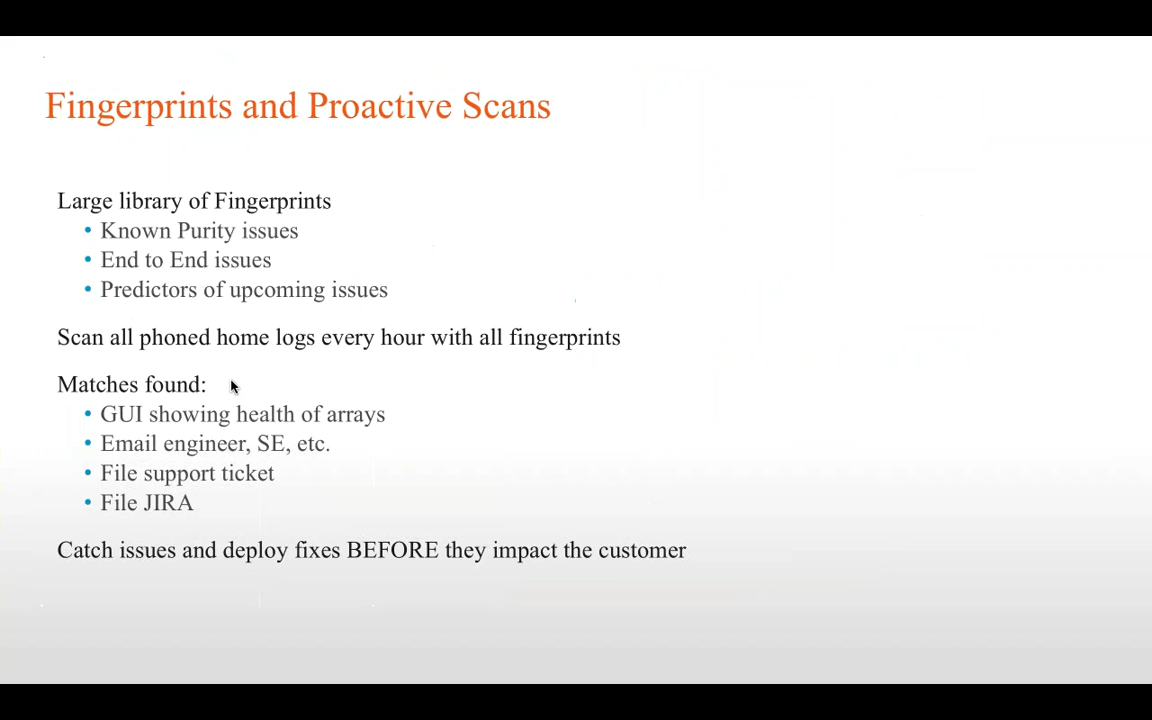 Fingerprints and Proactive Scans
Large library of Fingerprints
• Known Purity issues
• End to End issues
• Predictors of upcoming issues
Scan all phoned home logs every hour with all fingerprints
Matches found:
• GUI showing health of arrays
• Email engineer, SE, etc.
• File support ticket
• File JIRA
Catch issues and deploy fixes BEFORE they impact the customer